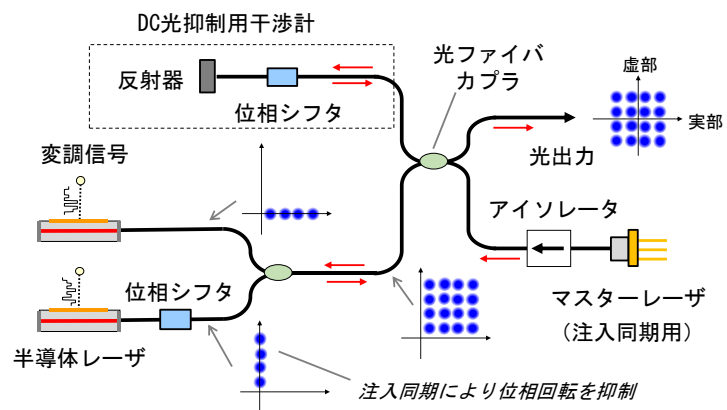 DC光抑制用干渉計
反射器
位相シフタ
光ファイバ
カプラ
虚部
実部
光出力
変調信号
アイソレータ
位相シフタ
マスターレーザ
（注入同期用）
半導体レーザ
注入同期により位相回転を抑制